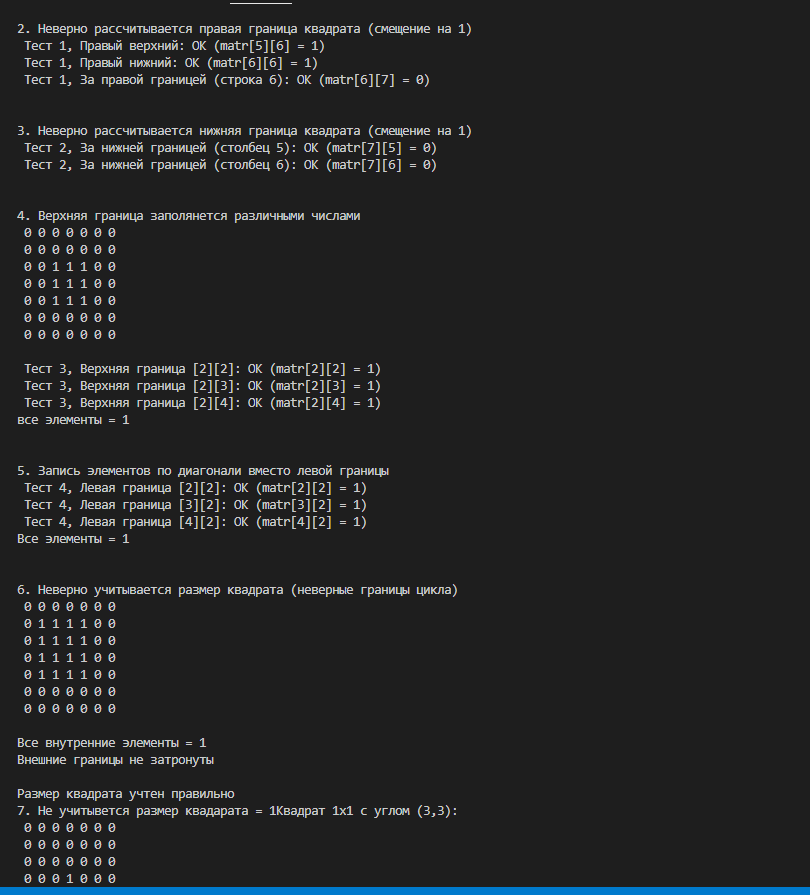 2. Неверно рассчитывается правая граница квадрата (смещение на 1)
Тест 1, Правый верхний: OK (matr[5][6] = 1)
Тест 1, Правый нижний: OK (matr[6][6] = 1)
Тест 1, За правой границей (строка 6): OK (matr[6][7] = 0)
3. Неверно рассчитывается нижняя граница квадрата (смещение на 1)
Тест 2, За нижней границей (столбец 5): OK (matr[7][5] = 0)
Тест 2, За нижней границей (столбец 6): OK (matr[7][6] = 0)
4. Верхняя граница заполянется различными числами
0 0 0 0 0 0 0
0 0 0 0 0 0 0
0 0 1 1 1 0 0
0 0 1 1 1 0 0
0 0 1 1 1 0 0
0 0 0 0 0 0 0
0 0 0 0 0 0 0
Тест 3, Верхняя граница [2][2]: OK (matr[2][2] = 1)
Тест 3, Верхняя граница [2][3]: OK (matr[2][3] = 1)
Тест 3, Верхняя граница [2][4]: OK (matr[2][4] = 1)
все элементы = 1
5. Запись элементов по диагонали вместо левой границы
Тест 4, Левая граница [2][2]: OK (matr[2][2] = 1)
Тест 4, Левая граница [3][2]: OK (matr[3][2] = 1)
Тест 4, Левая граница [4][2]: OK (matr[4][2] = 1)
Все элементы = 1
6. Неверно учитывается размер квадрата (неверные границы цикла)
0 0 0 0 0 0 0
0 1 1 1 1 0 0
0 1 1 1 1 0 0
0 1 1 1 1 0 0
0 1 1 1 1 0 0
0 0 0 0 0 0 0
0 0 0 0 0 0 0
Все внутренние элементы = 1
Внешние границы не затронуты
Размер квадрата учтен правильно
7. Не учитывется размер квадарата = 1Квадрат 1x1 с углом (3,3):
0 0 0 0 0 0 0
0 0 0 0 0 0 0
0 0 0 0 0 0 0
0 0 0 1 0 0 0